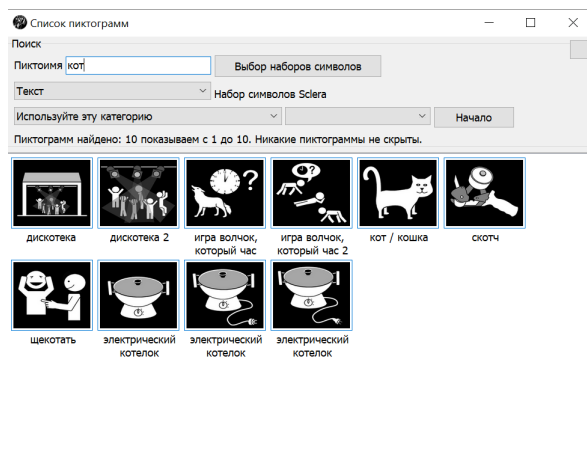 Список пиктограмм
Поиск
Пиктоимя кот Выбор наборов символов
Текст Набор символов Sclera
Используйте эту категорию Начало
Пиктограмм найдено: 10 показываем с 1 до 10. Никакие пиктограммы не скрыты.
? ?
дискотека дискотека 2 игра волчок, игра волчок, кот / кошка скотч
который час который час 2
щекотать электрический электрический электрический
котелок котелок котелок